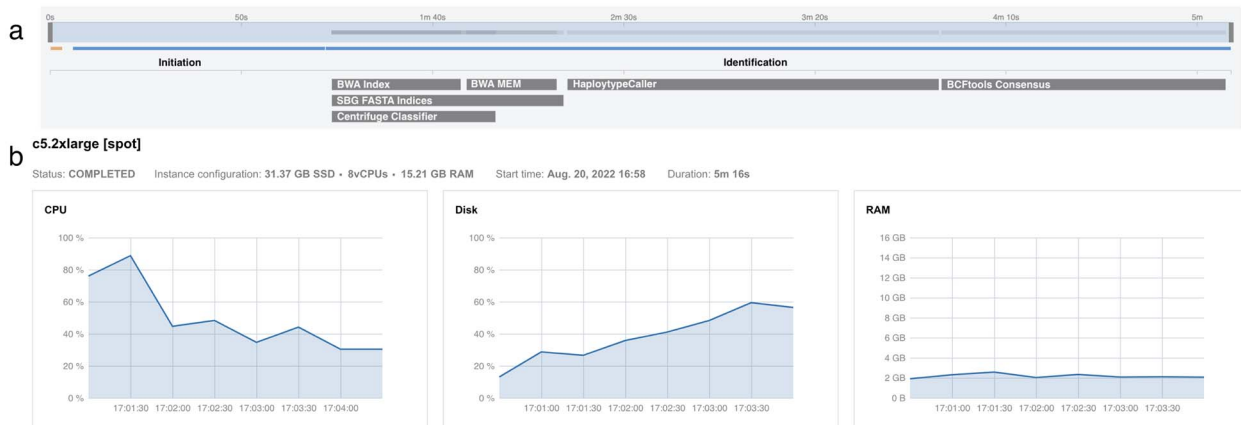 a
0s 50s 1m 40s 2m 30s 3m 20s 4m 10s 5m
Initiation Identification
BWA Index BWA MEM HaploytypeCaller BCFtools Consensus
SBG FASTA Indices
Centrifuge Classifier
b
c5.2xlarge [spot]
Status: COMPLETED Instance configuration: 31.37 GB SSD • 8vCPUs • 15.21 GB RAM Start time: Aug. 20, 2022 16:58 Duration: 5m 16s
CPU
100 %
80 %
60 %
40 %
20 %
0 %
17:01:30 17:02:00 17:02:30 17:03:00 17:03:30 17:04:00
Disk
100 %
80 %
60 %
40 %
20 %
0 %
17:01:00 17:01:30 17:02:00 17:02:30 17:03:00 17:03:30
RAM
16 GB
14 GB
12 GB
10 GB
8 GB
6 GB
4 GB
2 GB
0 B
17:01:00 17:01:30 17:02:00 17:02:30 17:03:00 17:03:30